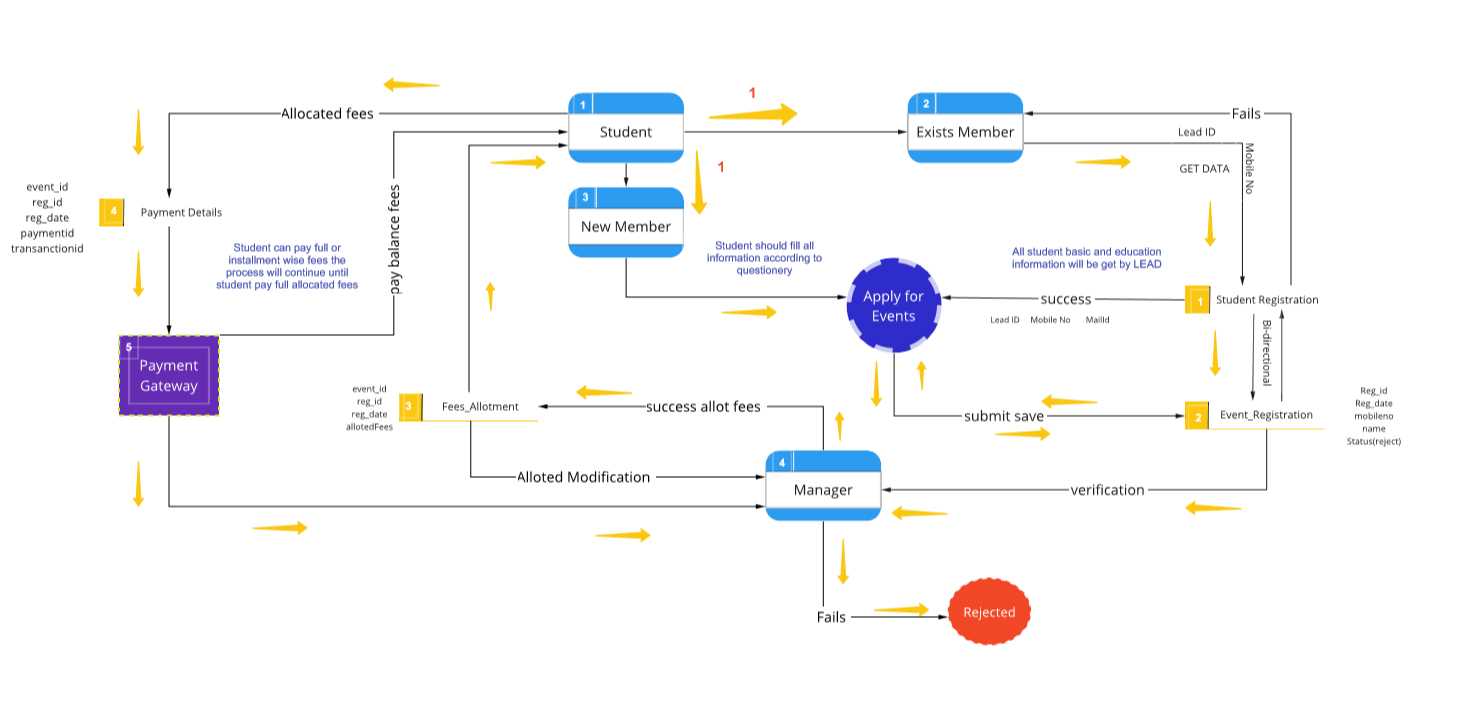 1
Student
1
2
Exists Member
Fails
Allocated fees
Lead ID
Mobile No
GET DATA
1
3
New Member
event_id
reg_id
reg_date
paymentid
transanctionid
4
Payment Details
pay balance fees
Student can pay full or
installment wise fees the
process will continue until
student pay full allocated fees
Student should fill all
information according to
questionery
All student basic and education
information will be get by LEAD
Apply for
Events
success
Lead ID Mobile No MailId
1
Student Registration
Bi-directional
5
Payment
Gateway
event_id
reg_id
reg_date
allotedFees
3
Fees_Allotment
success allot fees
submit save
2
Event_Registration
Reg_id
Reg_date
mobileno
name
Status(reject)
4
Manager
Alloted Modification
verification
Fails
Rejected